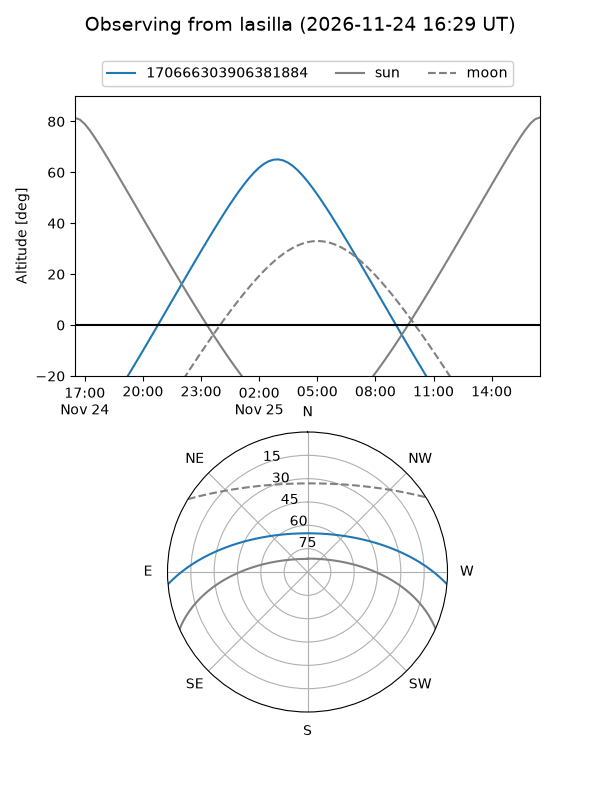 Observing from lasilla (2026-11-24 16:29 UT)
170666303906381884 sun moon
80
60
40
20
0
−20
Altitude [deg]
17:00 20:00 23:00 02:00 05:00 08:00 11:00 14:00
Nov 24 Nov 25
N
NE NW
15
30
45
60
75
E W
SE SW
S